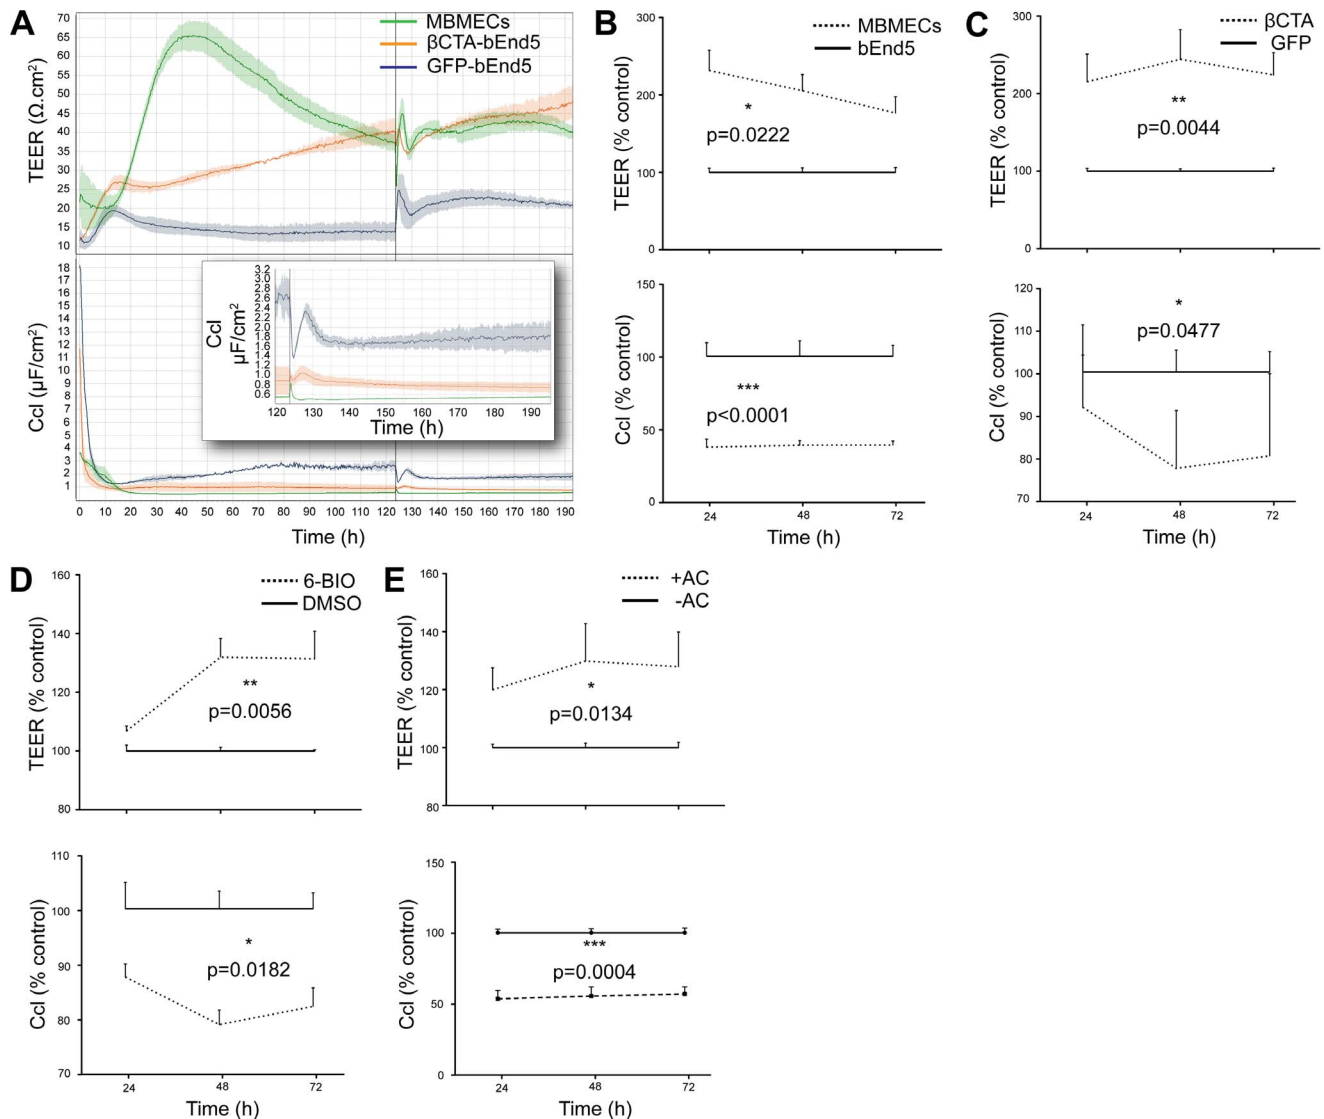 A
MBMECs
βCTA-bEnd5
GFP-bEnd5
TEER (Ω.cm²)
70
65
60
55
50
45
40
35
30
25
20
15
10
Ccl (µF/cm²)
18
17
16
15
14
13
12
11
10
9
8
7
6
5
4
3
2
1
Ccl
µF/cm²
3.2
3.0
2.8
2.6
2.4
2.2
2.0
1.8
1.6
1.4
1.2
1.0
0.8
0.6
120 130 140 150 160 170 180 190
Time (h)
0 10 20 30 40 50 60 70 80 90 100 110 120 130 140 150 160 170 180 190
Time (h)
B
MBMECs
bEnd5
TEER (% control)
300
200
100
0
*
p=0.0222
Ccl (% control)
150
100
50
0
***
p<0.0001
24 48 72
Time (h)
C
βCTA
GFP
TEER (% control)
300
200
100
0
**
p=0.0044
Ccl (% control)
120
110
100
90
80
70
*
p=0.0477
24 48 72
Time (h)
D
6-BIO
DMSO
TEER (% control)
160
140
120
100
80
**
p=0.0056
Ccl (% control)
110
100
90
80
70
*
p=0.0182
24 48 72
Time (h)
E
+AC
-AC
TEER (% control)
160
140
120
100
80
*
p=0.0134
Ccl (% control)
150
100
50
0
***
p=0.0004
24 48 72
Time (h)